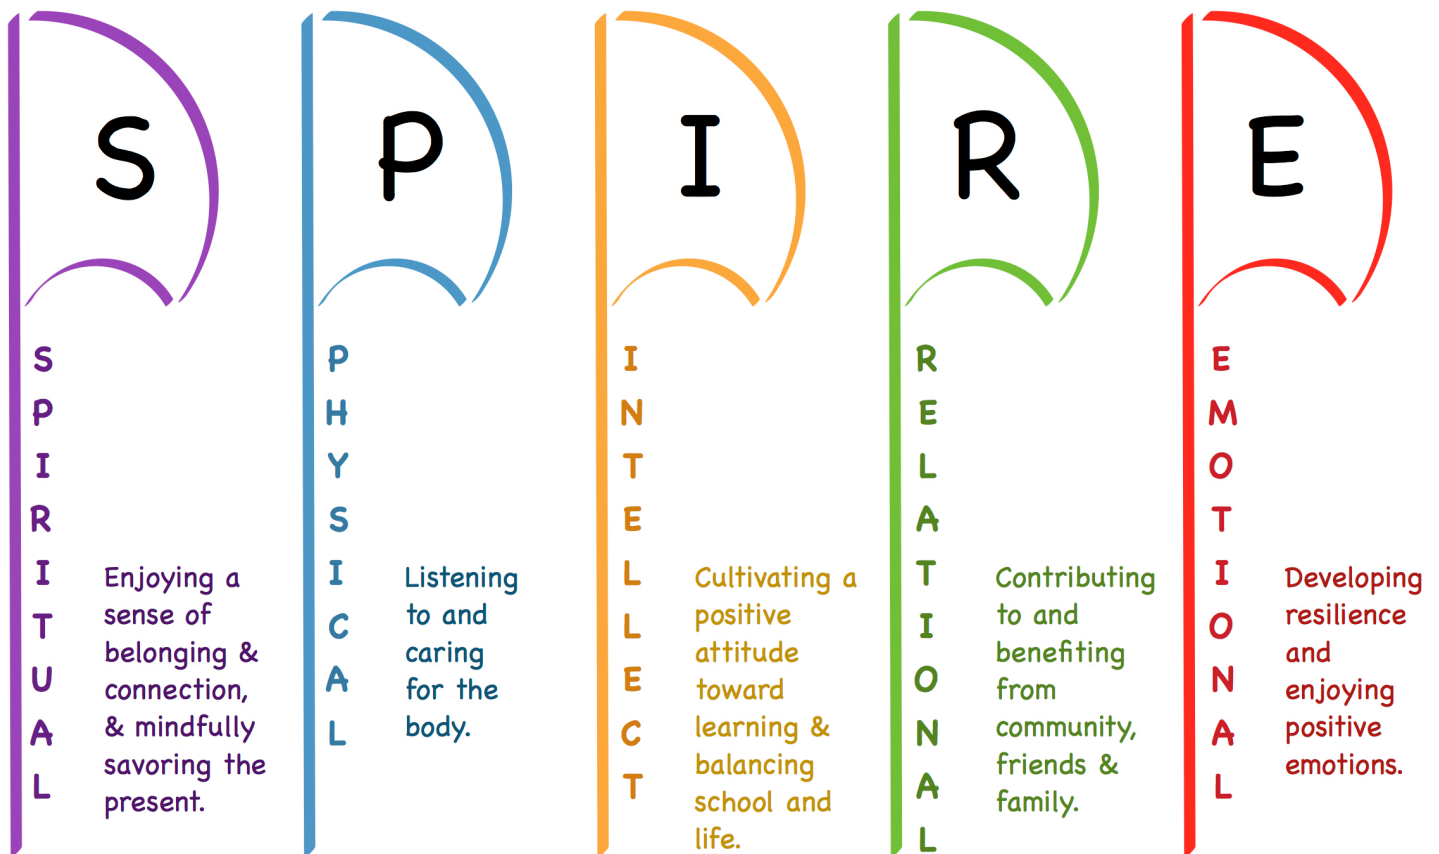 S
SPIRITUAL
Enjoying a
sense of
belonging &
connection,
& mindfully
savoring the
present.
P
PHYSICAL
Listening
to and
caring
for the
body.
I
INTELLECT
Cultivating a
positive
attitude
toward
learning &
balancing
school and
life.
R
RELATIONAL
Contributing
to and
benefiting
from
community,
friends &
family.
E
EMOTIONAL
Developing
resilience
and
enjoying
positive
emotions.